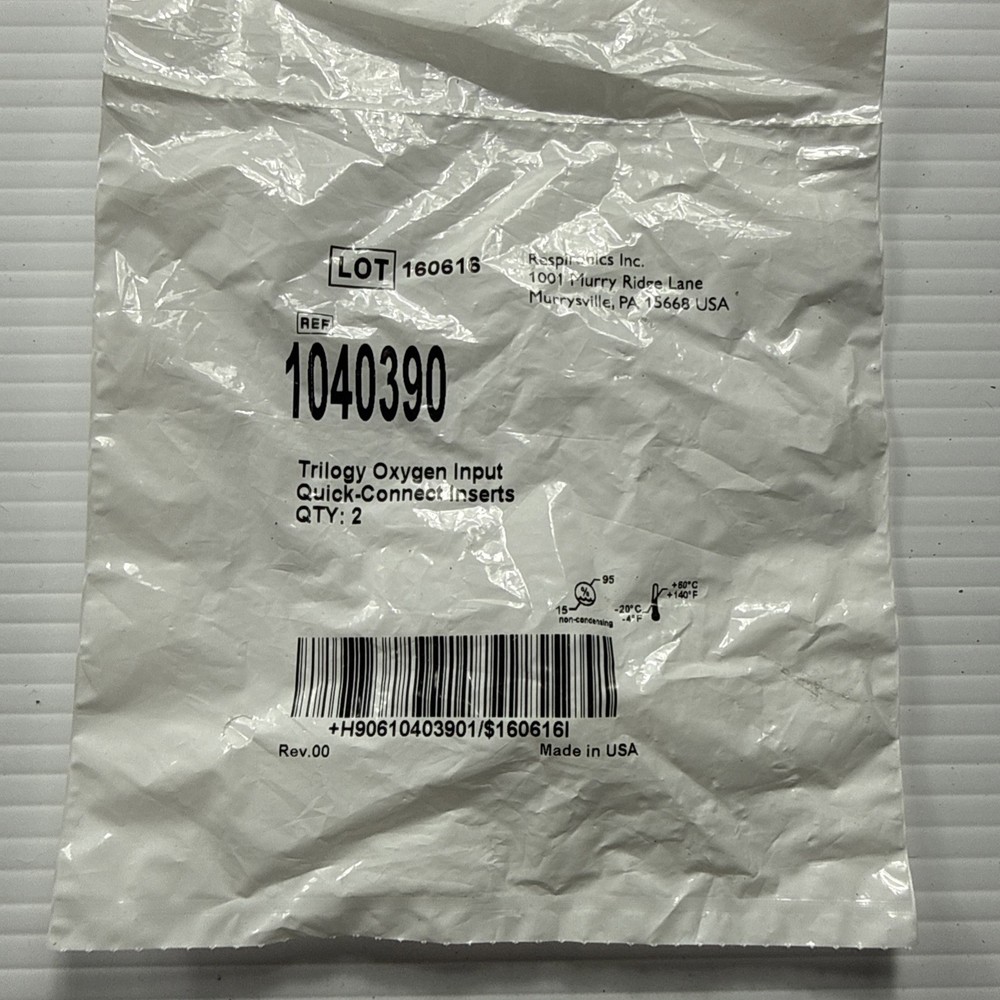 LOT 160616
Respironics Inc.
1001 Murry Ridge Lane
Murrysville, PA 15668 USA
REF
1040390
Trilogy Oxygen Input
Quick-Connect Inserts
QTY: 2
95
%
15
non-condensing
+60°C
+140°F
-20°C
-4°F
+H90610403901/$160616I
Rev.00
Made in USA